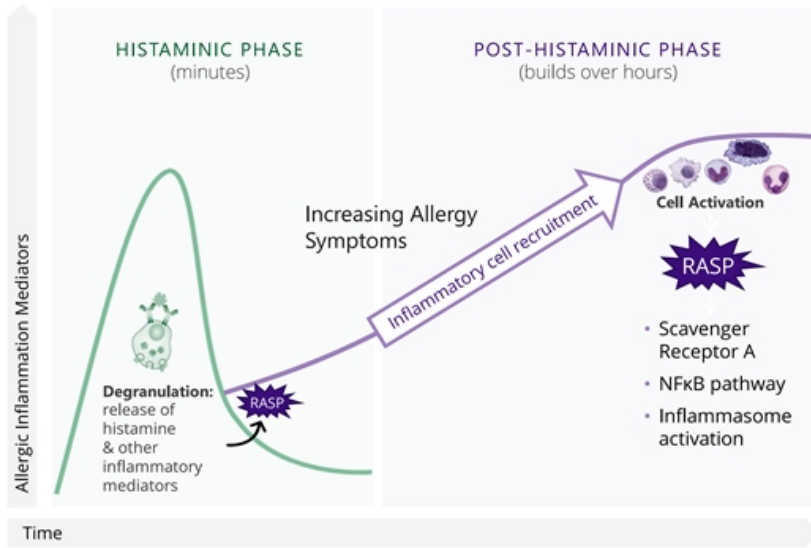 HISTAMINIC PHASE
(minutes)
POST-HISTAMINIC PHASE
(builds over hours)
Allergic Inflammation Mediators
Increasing Allergy
Symptoms
Inflammatory cell recruitment
Cell Activation
RASP
Degranulation:
release of
histamine
& other
inflammatory
mediators
RASP
• Scavenger
Receptor A
• NFκB pathway
• Inflammasome
activation
Time